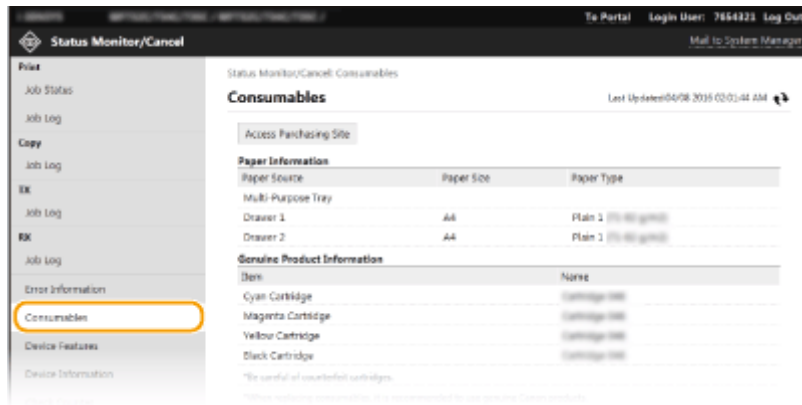 To Portal Login User: 7654321 Log Out
Status Monitor/Cancel Mail to System Manager
Print
Job Status
Job Log
Copy
Job Log
TX
Job Log
RX
Job Log
Error Information
Consumables
Device Features
Device Information
Status Monitor/Cancel: Consumables
Consumables Last Updated:04/08 2016 02:01:44 AM
Access Purchasing Site
Paper Information
Paper Source Paper Size Paper Type
Multi-Purpose Tray
Drawer 1 A4 Plain 1
Drawer 2 A4 Plain 1
Genuine Product Information
Item Name
Cyan Cartridge
Magenta Cartridge
Yellow Cartridge
Black Cartridge
*Be careful of counterfeit cartridges.